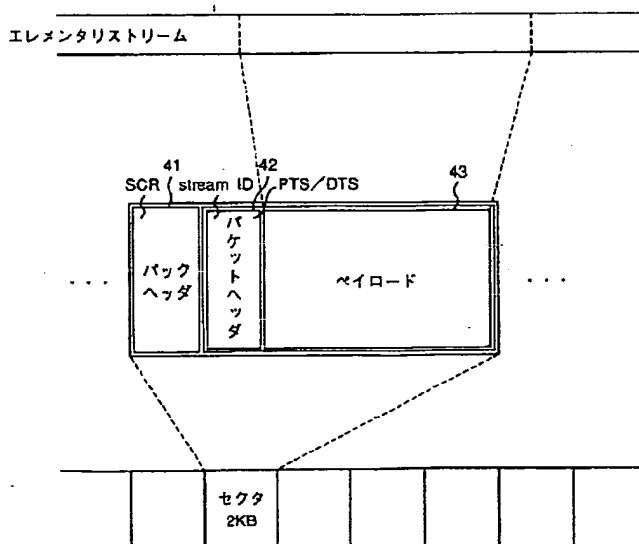 エレメンタリストリーム
41 42 43
SCR stream ID PTS/DTS
パック
ヘッダ
パケットヘッダ
ペイロード
... ...
セクタ
2KB